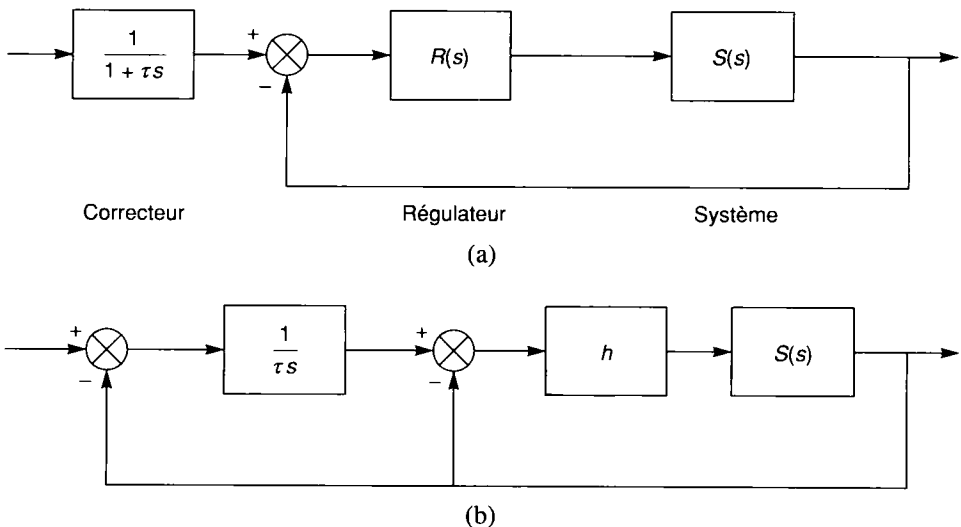 1
1 + τs
+
−
R(s)
S(s)
Correcteur
Régulateur
Système
(a)
+
−
1
τs
+
−
h
S(s)
(b)